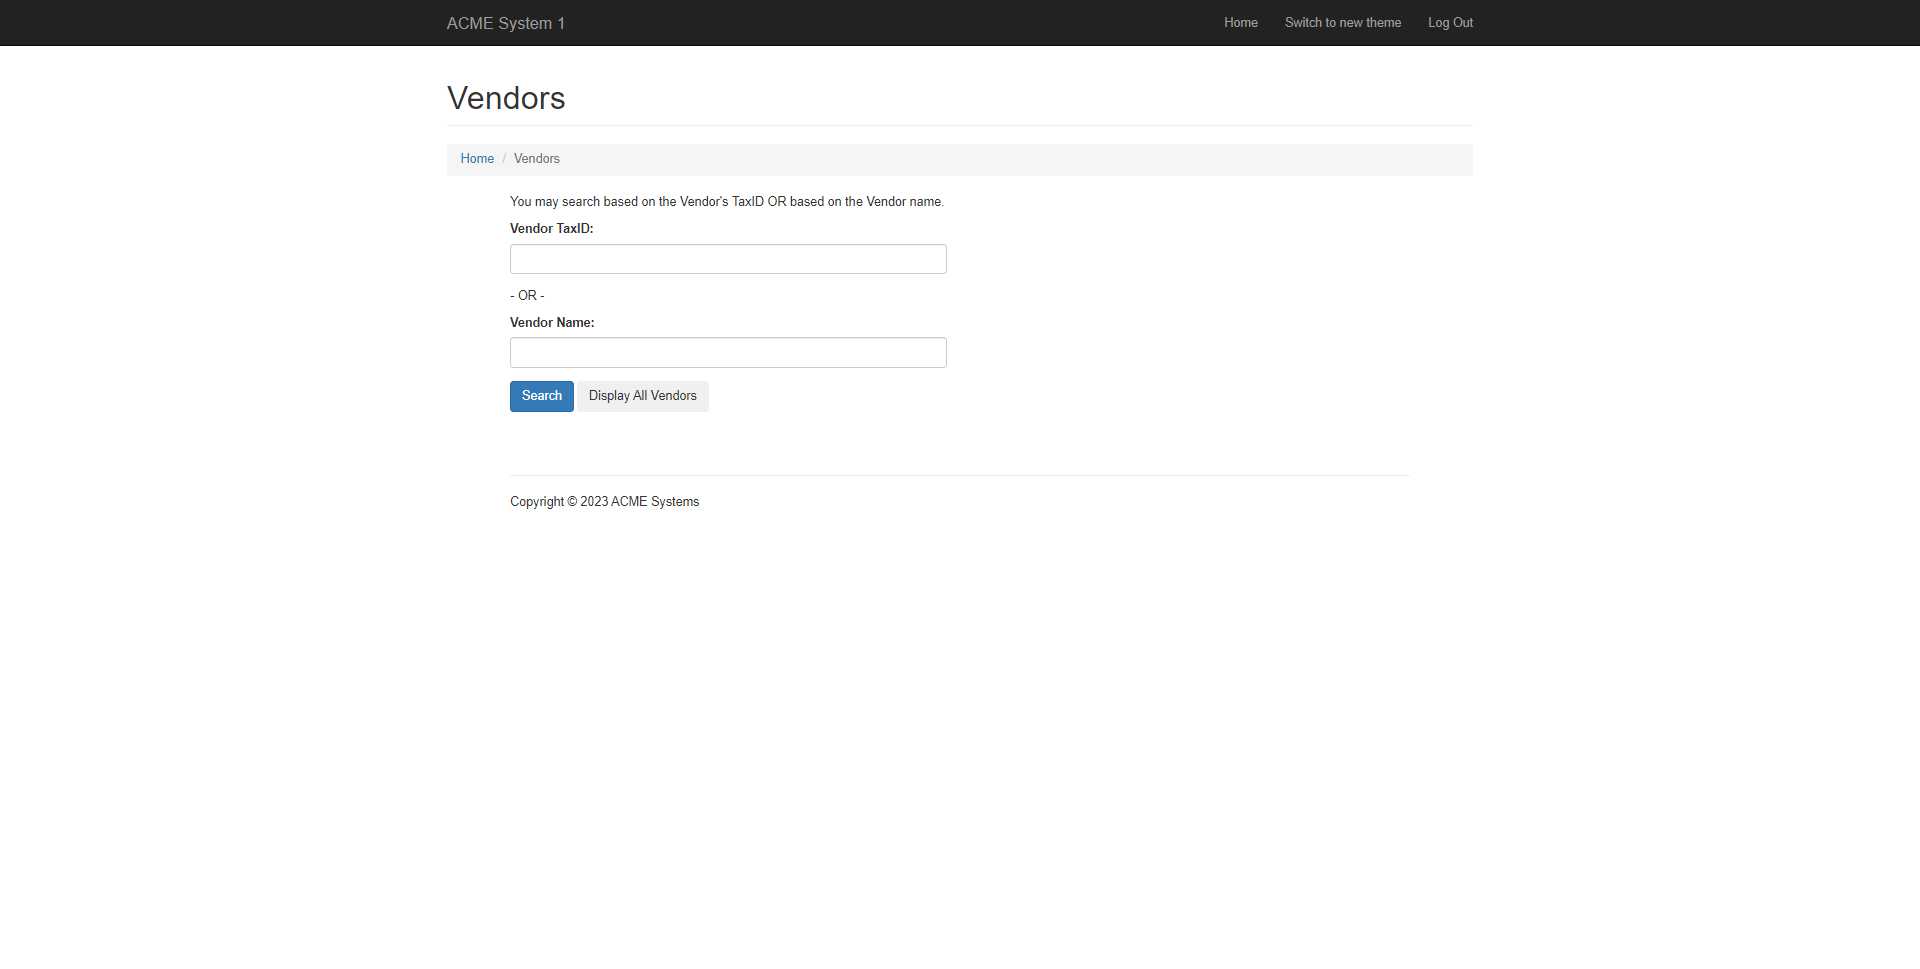 ACME System 1
Home Switch to new theme Log Out
Vendors
Home / Vendors
You may search based on the Vendor's TaxID OR based on the Vendor name.
Vendor TaxID:
- OR -
Vendor Name:
Search Display All Vendors
Copyright © 2023 ACME Systems